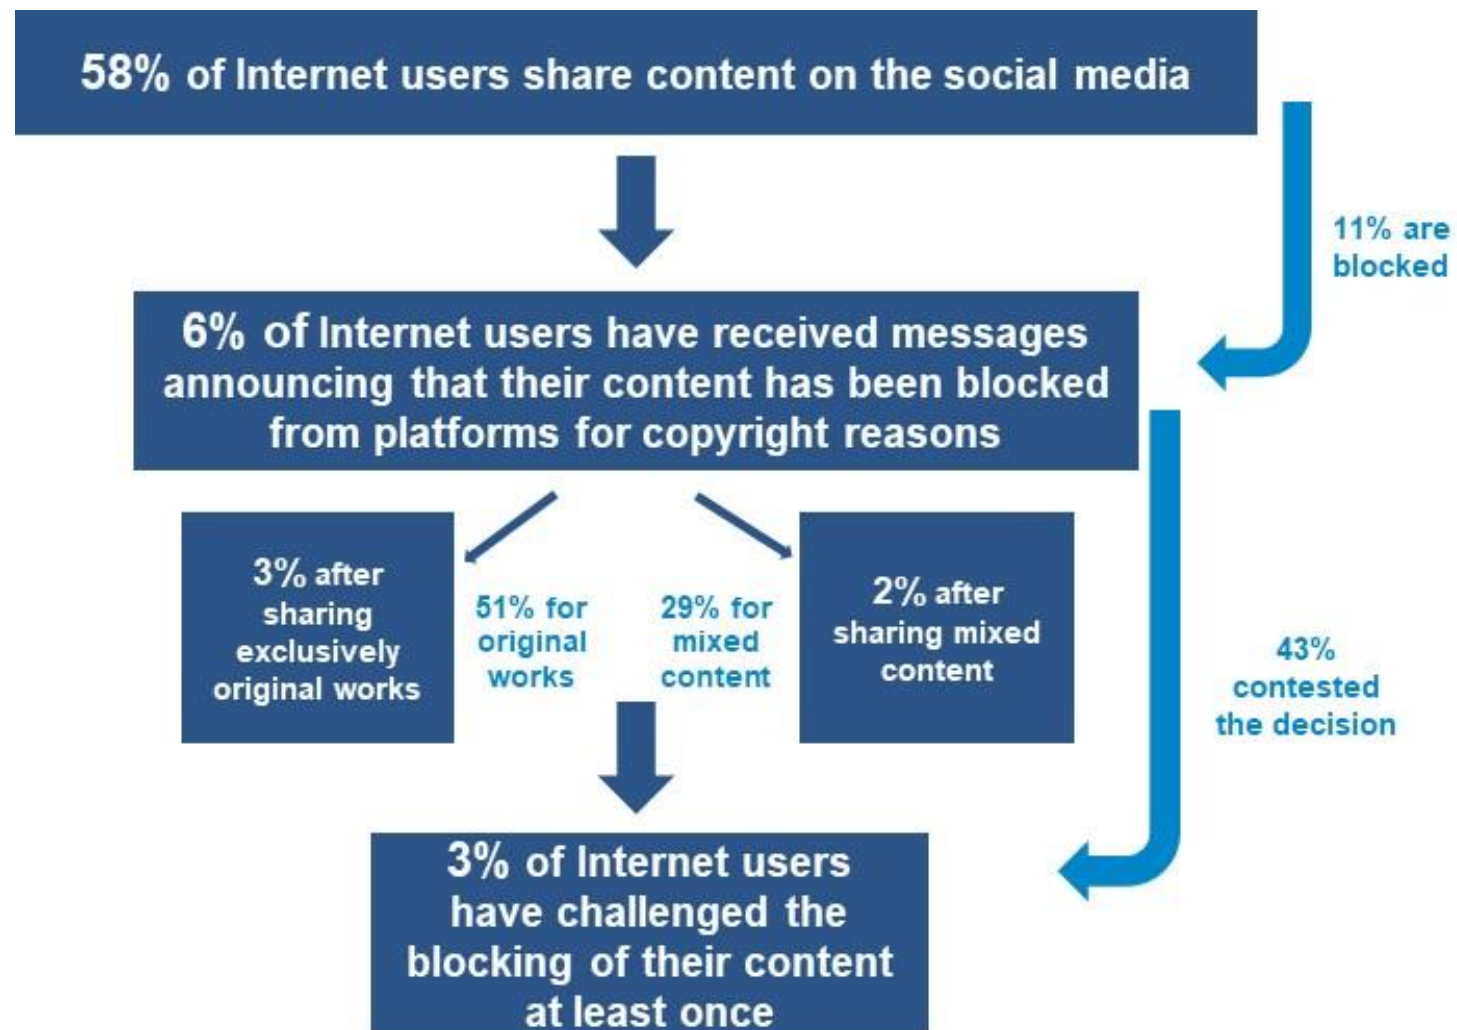 58% of Internet users share content on the social media
11% are
blocked
6% of Internet users have received messages
announcing that their content has been blocked
from platforms for copyright reasons
3% after
sharing
exclusively
original works
51% for
original
works
29% for
mixed
content
2% after
sharing mixed
content
43%
contested
the decision
3% of Internet users
have challenged the
blocking of their content
at least once